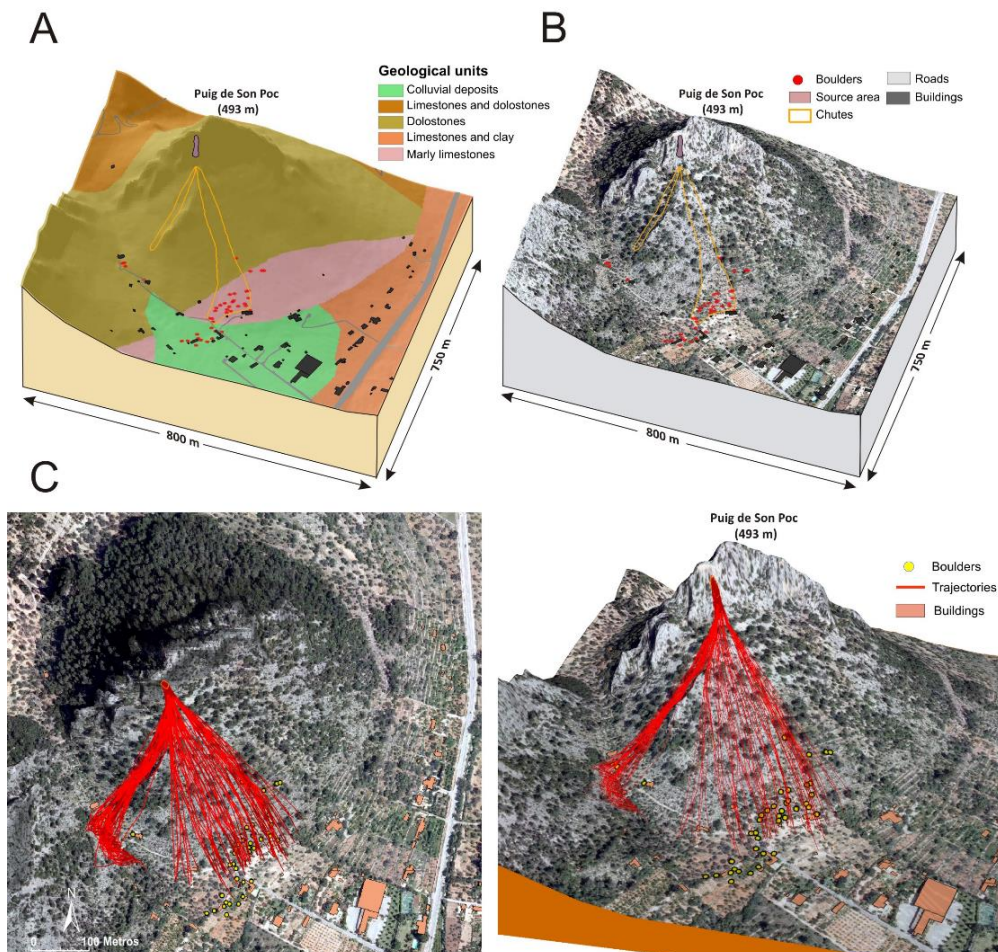 A
Puig de Son Poc
(493 m)
Geological units
Colluvial deposits
Limestones and dolostones
Dolostones
Limestones and clay
Marly limestones
800 m
750 m
B
Puig de Son Poc
(493 m)
Boulders
Source area
Chutes
Roads
Buildings
800 m
750 m
C
N
0 100 Metros
Puig de Son Poc
(493 m)
Boulders
Trajectories
Buildings